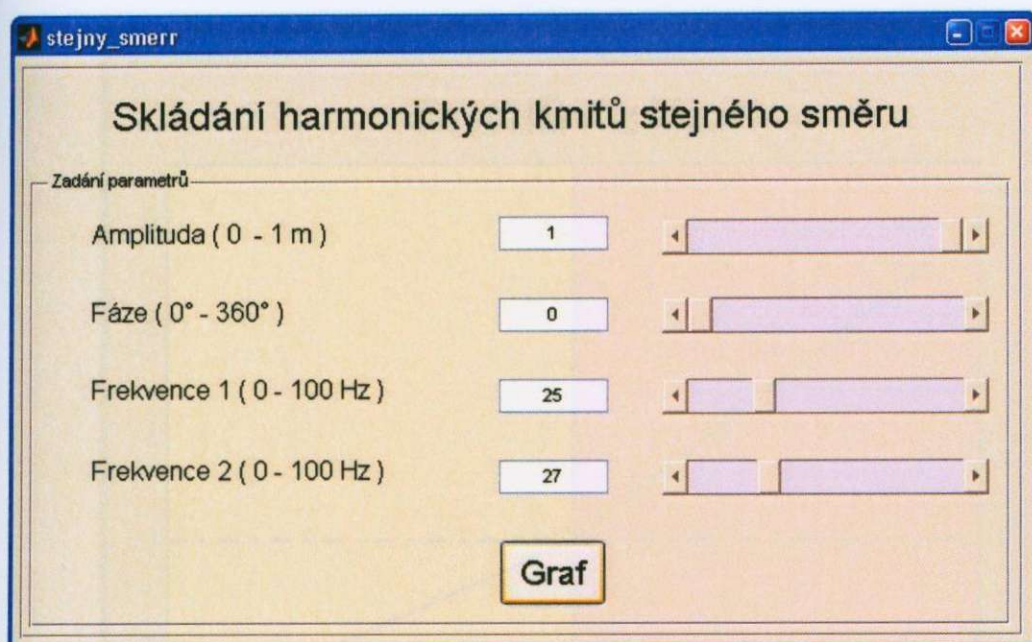 stejny_smerr
Skládání harmonických kmitů stejného směru
Zadání parametrů
Amplituda ( 0 - 1 m ) 1
Fáze ( 0° - 360° ) 0
Frekvence 1 ( 0 - 100 Hz ) 25
Frekvence 2 ( 0 - 100 Hz ) 27
Graf